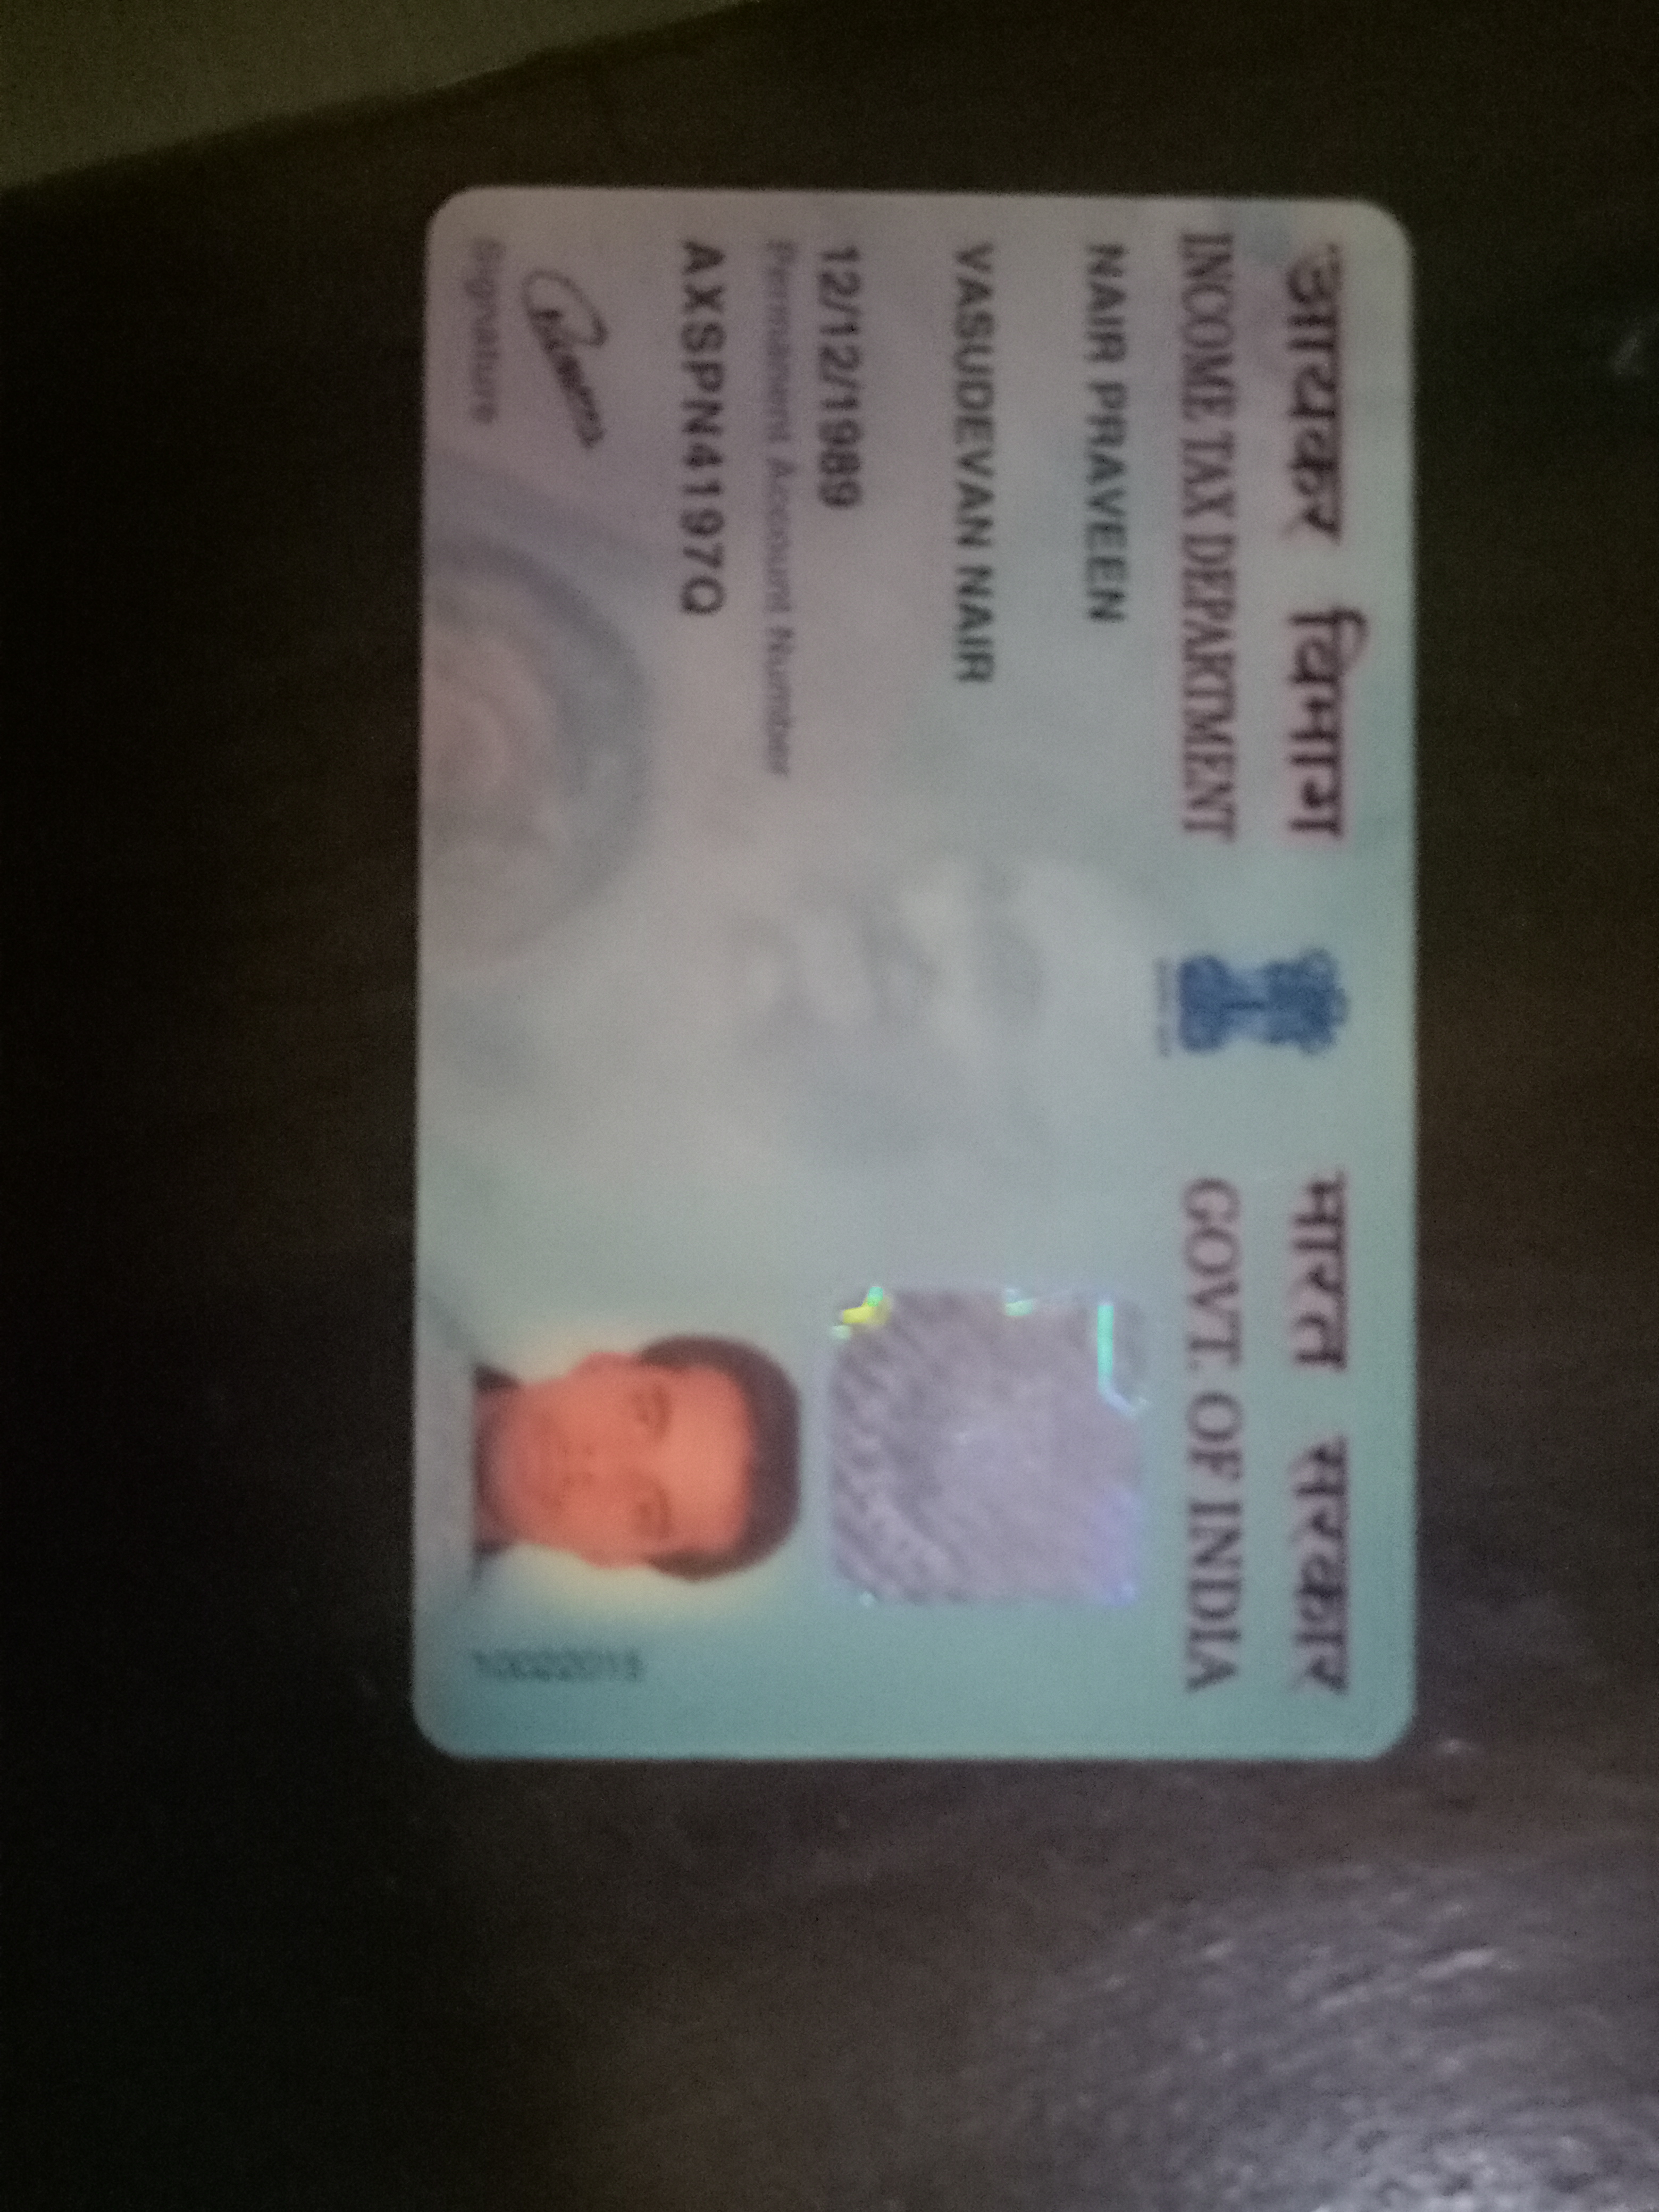 आयकर विभाग
INCOME TAX DEPARTMENT
भारत सरकार
GOVT. OF INDIA
NAIR PRAVEEN
VASUDEVAN NAIR
12/12/1989
Permanent Account Number
AXSPN4197Q
Signature